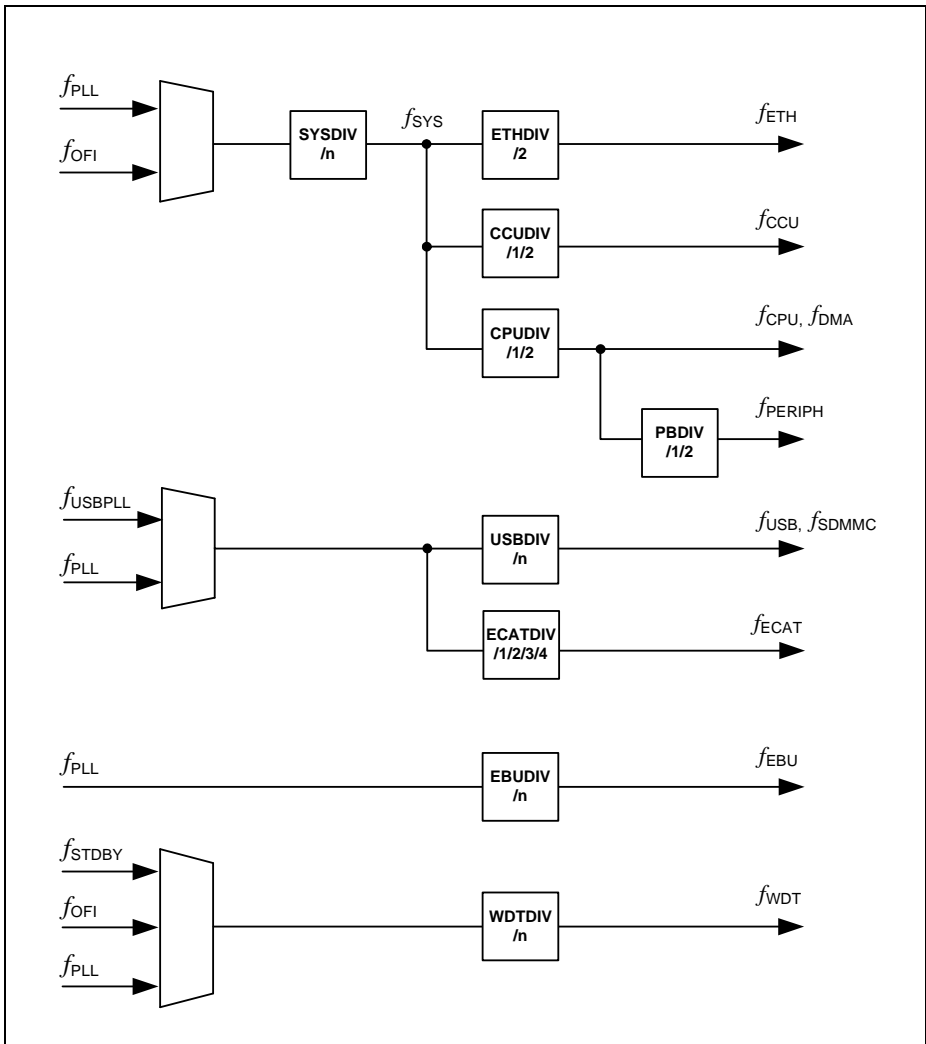 fPLL
fOFI
SYSDIV
/n
fSYS
ETHDIV
/2
fETH
CCUDIV
/1/2
fCCU
CPUDIV
/1/2
fCPU, fDMA
PBDIV
/1/2
fPERIPH
fUSBPLL
fPLL
USBDIV
/n
fUSB, fSDMMC
ECATDIV
/1/2/3/4
fECAT
fPLL
EBUDIV
/n
fEBU
fSTDBY
fOFI
fPLL
WDTDIV
/n
fWDT